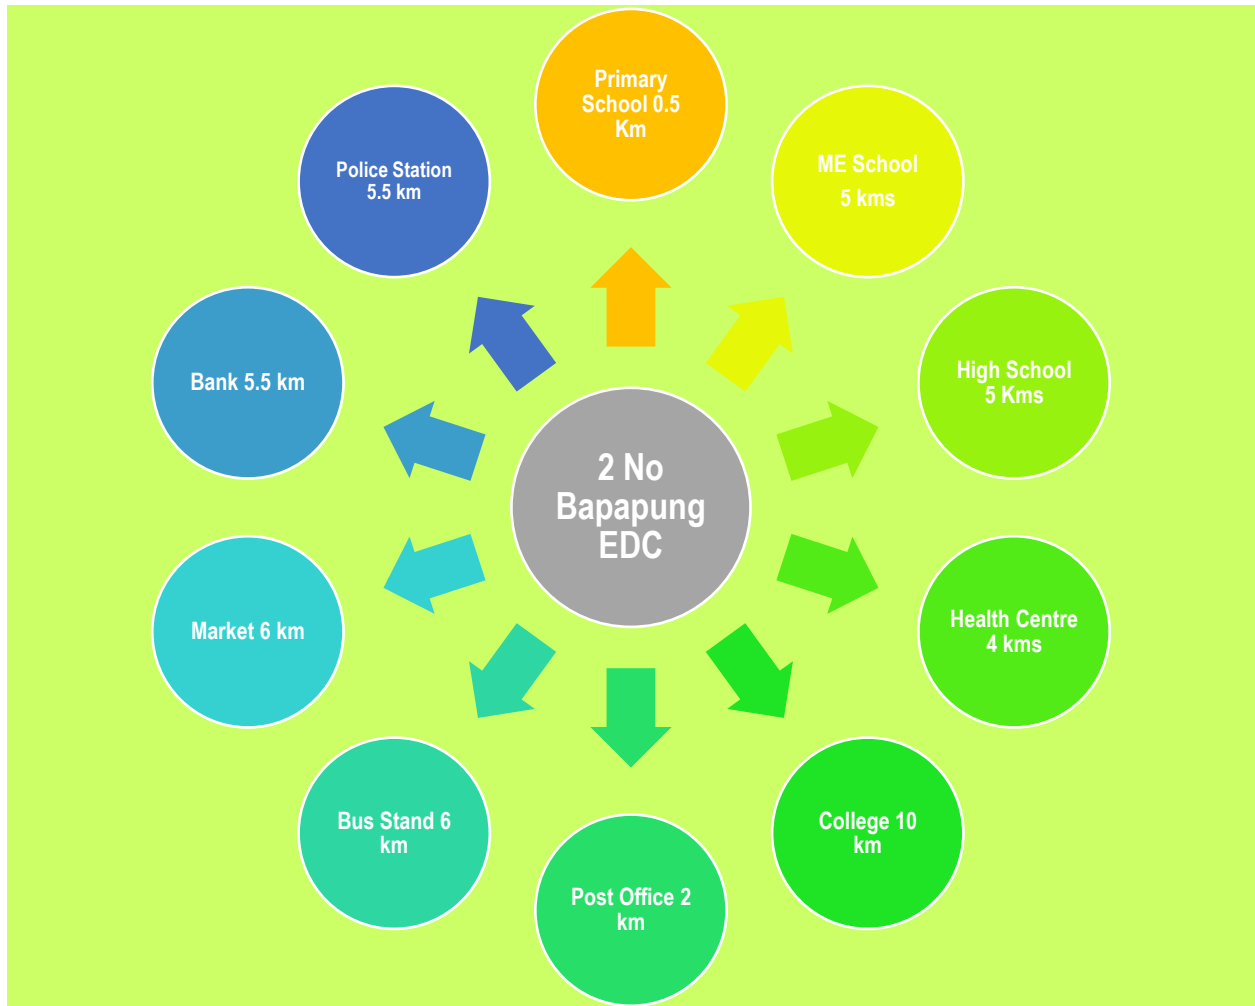 Primary
School 0.5
Km
ME School
5 kms
High School
5 Kms
Health Centre
4 kms
College 10
km
Post Office 2
km
Bus Stand 6
km
Market 6 km
Bank 5.5 km
Police Station
5.5 km
2 No
Bapapung
EDC